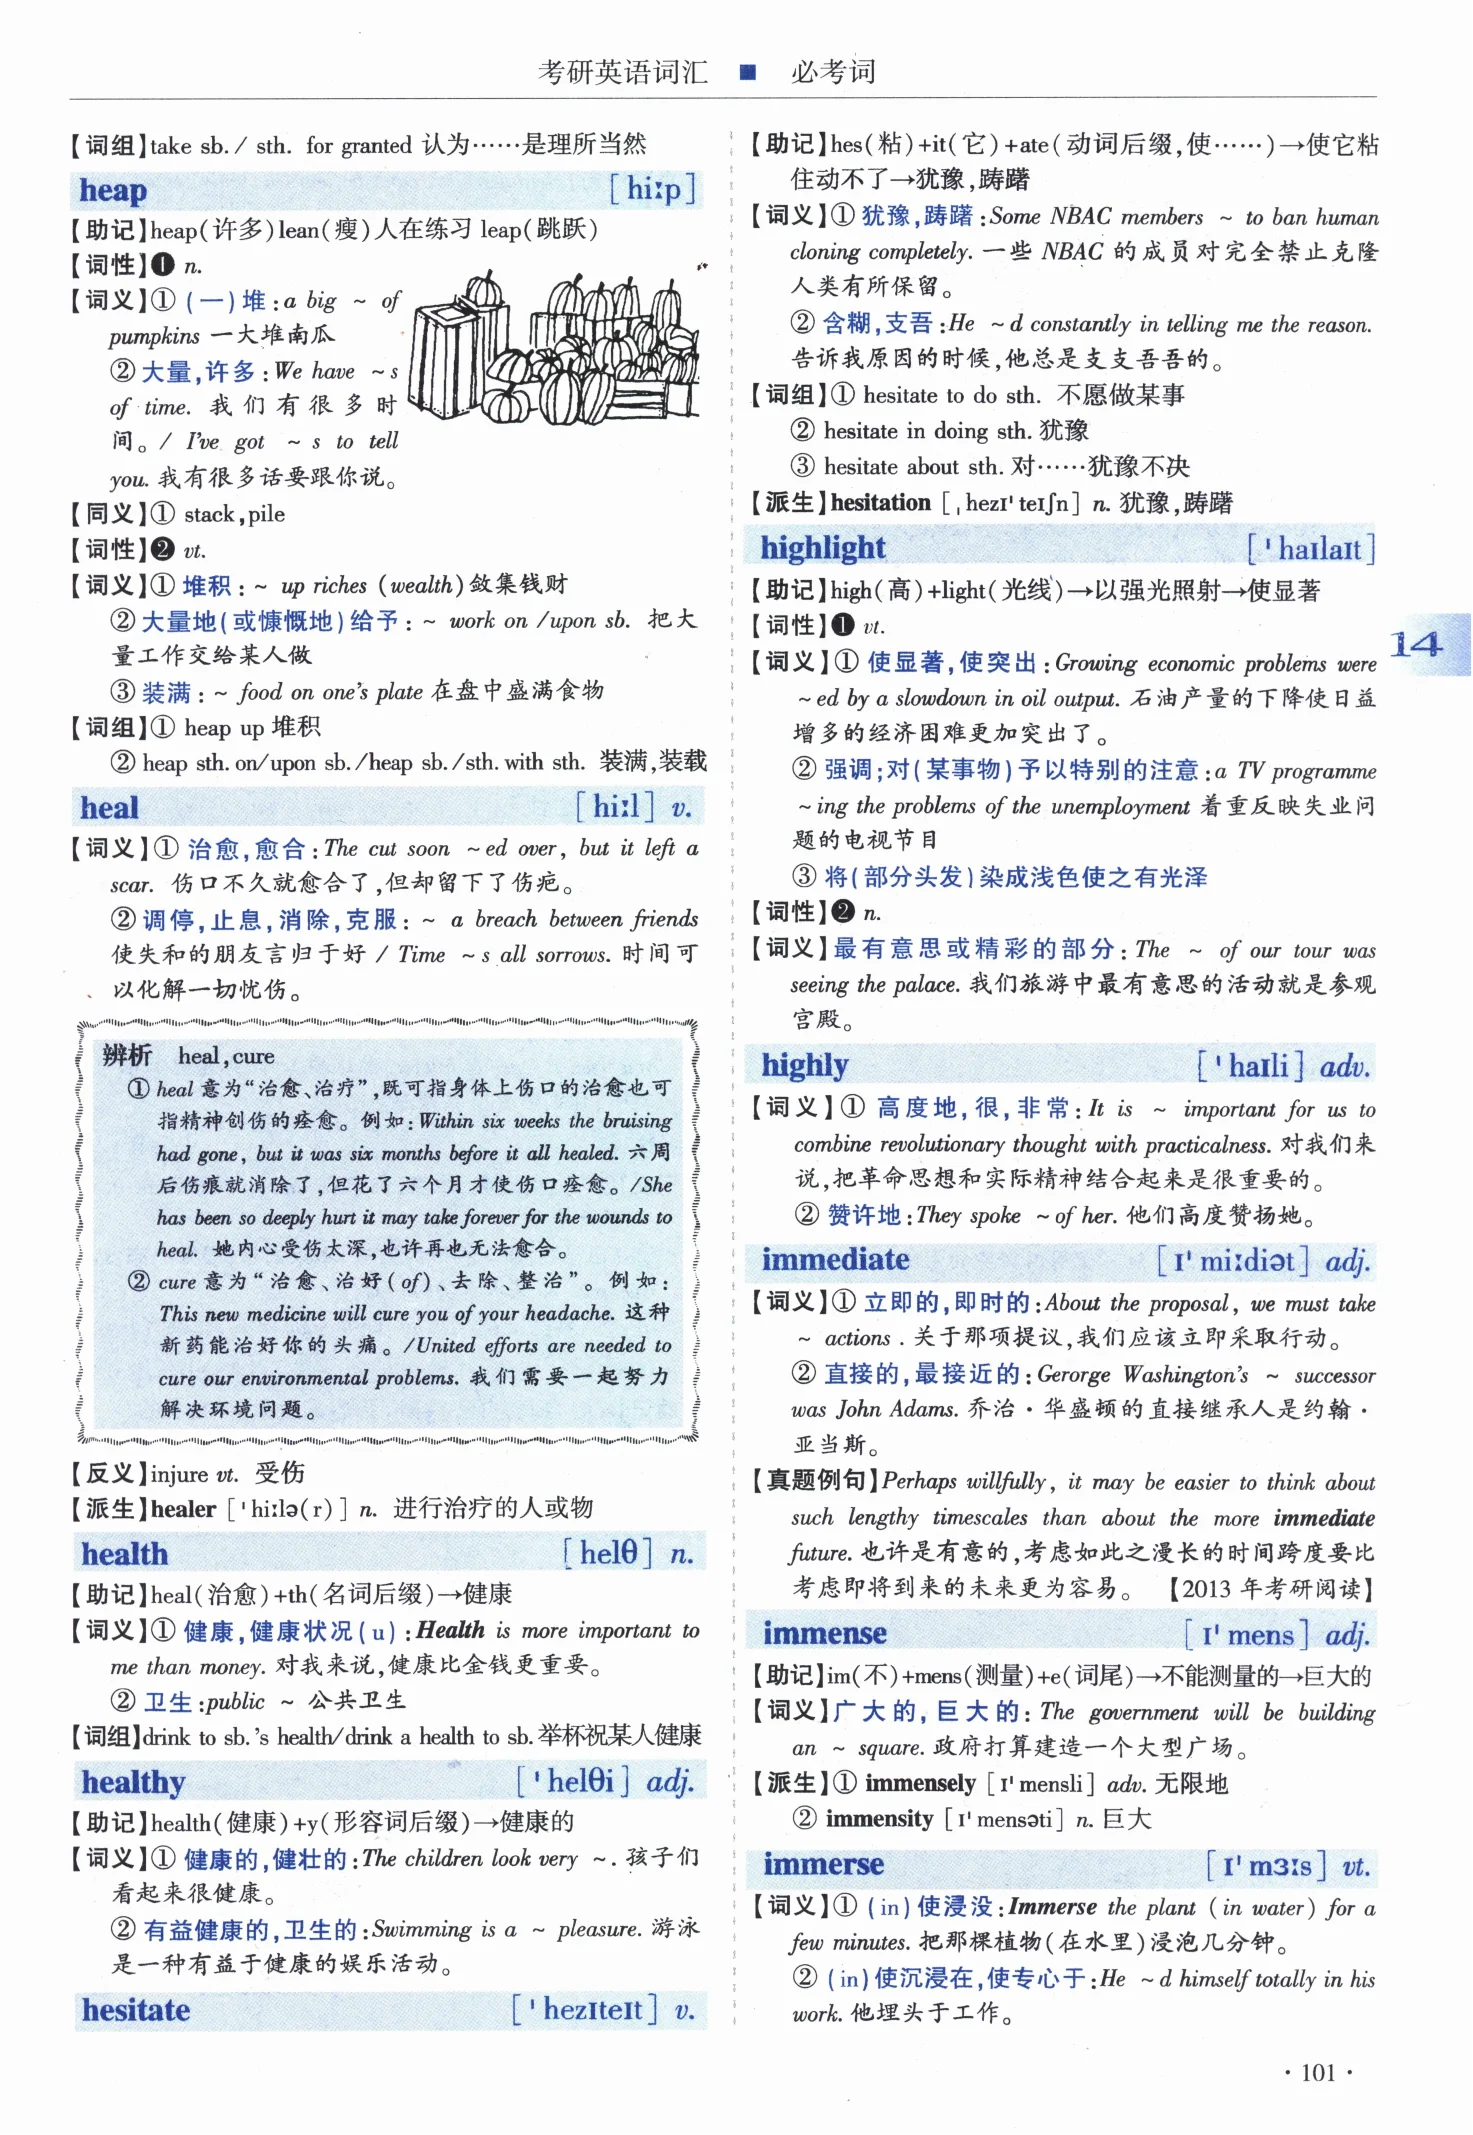 考研英语词汇 ■ 必考词
【词组】take sb./ sth. for granted 认为……是理所当然
heap [hi:p]
【助记】heap(许多)lean(瘦)人在练习 leap(跳跃)
【词性】❶ n.
【词义】① (一)堆:a big ~ of
pumpkins 一大堆南瓜
② 大量,许多:We have ~s
of time. 我们有很多时
间。/ I've got ~s to tell
you. 我有很多话要跟你说。
【同义】① stack,pile
【词性】❷ vt.
【词义】① 堆积: ~ up riches (wealth) 敛集钱财
② 大量地(或慷慨地)给予: ~ work on /upon sb. 把大
量工作交给某人做
③ 装满: ~ food on one's plate 在盘中盛满食物
【词组】① heap up 堆积
② heap sth. on/upon sb./heap sb./sth. with sth. 装满,装载
heal [hi:l] v.
【词义】① 治愈,愈合:The cut soon ~ed over, but it left a
scar. 伤口不久就愈合了,但却留下了伤疤。
② 调停,止息,消除,克服: ~ a breach between friends
使失和的朋友言归于好 / Time ~s all sorrows. 时间可
以化解一切忧伤。
辨析 heal,cure
① heal 意为“治愈、治疗”,既可指身体上伤口的治愈也可
指精神创伤的痊愈。例如:Within six weeks the bruising
had gone, but it was six months before it all healed. 六周
后伤痕就消除了,但花了六个月才使伤口痊愈。/She
has been so deeply hurt it may take forever for the wounds to
heal. 她内心受伤太深,也许再也无法愈合。
② cure 意为“治愈、治好(of)、去除、整治”。例如:
This new medicine will cure you of your headache. 这种
新药能治好你的头痛。/United efforts are needed to
cure our environmental problems. 我们需要一起努力
解决环境问题。
【反义】injure vt. 受伤
【派生】healer [ˈhi:lə(r)] n. 进行治疗的人或物
health [helθ] n.
【助记】heal(治愈)+th(名词后缀)→健康
【词义】① 健康,健康状况(u):Health is more important to
me than money. 对我来说,健康比金钱更重要。
② 卫生:public ~ 公共卫生
【词组】drink to sb.'s health/drink a health to sb. 举杯祝某人健康
healthy [ˈhelθi] adj.
【助记】health(健康)+y(形容词后缀)→健康的
【词义】① 健康的,健壮的:The children look very ~. 孩子们
看起来很健康。
② 有益健康的,卫生的:Swimming is a ~ pleasure. 游泳
是一种有益于健康的娱乐活动。
hesitate [ˈhezɪteɪt] v.
【助记】hes(粘)+it(它)+ate(动词后缀,使……)→使它粘
住动不了→犹豫,踌躇
【词义】① 犹豫,踌躇:Some NBAC members ~ to ban human
cloning completely. 一些 NBAC 的成员对完全禁止克隆
人类有所保留。
② 含糊,支吾:He ~d constantly in telling me the reason.
告诉我原因的时候,他总是支支吾吾的。
【词组】① hesitate to do sth. 不愿做某事
② hesitate in doing sth. 犹豫
③ hesitate about sth. 对……犹豫不决
【派生】hesitation [ˌhezɪˈteɪʃn] n. 犹豫,踌躇
highlight [ˈhaɪlaɪt]
【助记】high(高)+light(光线)→以强光照射→使显著
【词性】❶ vt.
14
【词义】① 使显著,使突出:Growing economic problems were
~ed by a slowdown in oil output. 石油产量的下降使日益
增多的经济困难更加突出了。
② 强调;对(某事物)予以特别的注意:a TV programme
~ing the problems of the unemployment 着重反映失业问
题的电视节目
③ 将(部分头发)染成浅色使之有光泽
【词性】❷ n.
【词义】最有意思或精彩的部分: The ~ of our tour was
seeing the palace. 我们旅游中最有意思的活动就是参观
宫殿。
highly [ˈhaɪli] adv.
【词义】① 高度地,很,非常:It is ~ important for us to
combine revolutionary thought with practicalness. 对我们来
说,把革命思想和实际精神结合起来是很重要的。
② 赞许地:They spoke ~ of her. 他们高度赞扬她。
immediate [ɪˈmi:diət] adj.
【词义】① 立即的,即时的:About the proposal, we must take
~ actions . 关于那项提议,我们应该立即采取行动。
② 直接的,最接近的:Gerorge Washington's ~ successor
was John Adams. 乔治·华盛顿的直接继承人是约翰·
亚当斯。
【真题例句】Perhaps willfully, it may be easier to think about
such lengthy timescales than about the more immediate
future. 也许是有意的,考虑如此之漫长的时间跨度要比
考虑即将到来的未来更为容易。 【2013 年考研阅读】
immense [ɪˈmens] adj.
【助记】im(不)+mens(测量)+e(词尾)→不能测量的→巨大的
【词义】广大的,巨大的: The government will be building
an ~ square. 政府打算建造一个大型广场。
【派生】① immensely [ɪˈmensli] adv. 无限地
② immensity [ɪˈmensəti] n. 巨大
immerse [ɪˈmɜ:s] vt.
【词义】① (in)使浸没:Immerse the plant (in water) for a
few minutes. 把那棵植物(在水里)浸泡几分钟。
② (in)使沉浸在,使专心于:He ~d himself totally in his
work. 他埋头于工作。
· 101 ·